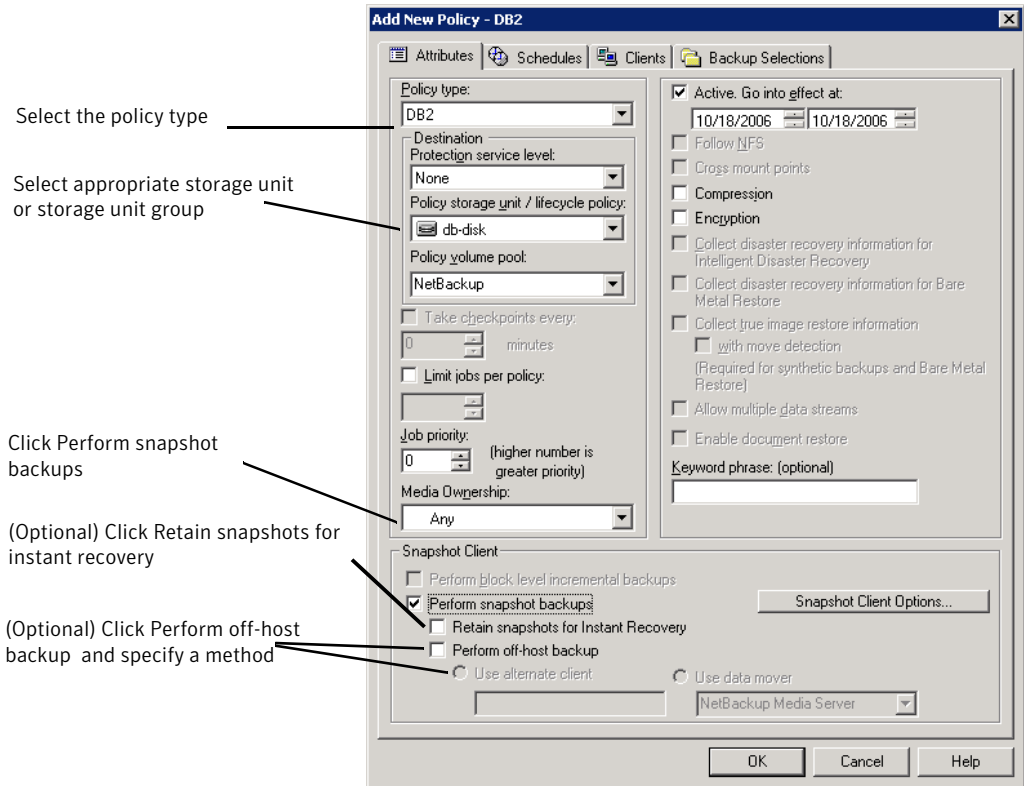 Add New Policy - DB2
Attributes
Schedules
Clients
Backup Selections
Select the policy type
Select appropriate storage unit
or storage unit group
Click Perform snapshot
backups
(Optional) Click Retain snapshots for
instant recovery
(Optional) Click Perform off-host
backup and specify a method
Policy type:
DB2
Destination
Protection service level:
None
Policy storage unit / lifecycle policy:
db-disk
Policy volume pool:
NetBackup
Take checkpoints every:
0
minutes
Limit jobs per policy:
Job priority:
0
(higher number is
greater priority)
Media Ownership:
Any
Active. Go into effect at:
10/18/2006 10/18/2006
Follow NFS
Cross mount points
Compression
Encryption
Collect disaster recovery information for
Intelligent Disaster Recovery
Collect disaster recovery information for Bare
Metal Restore
Collect true image restore information
with move detection
(Required for synthetic backups and Bare Metal
Restore)
Allow multiple data streams
Enable document restore
Keyword phrase: (optional)
Snapshot Client
Perform block level incremental backups
Perform snapshot backups
Snapshot Client Options...
Retain snapshots for Instant Recovery
Perform off-host backup
Use alternate client
Use data mover
NetBackup Media Server
OK
Cancel
Help